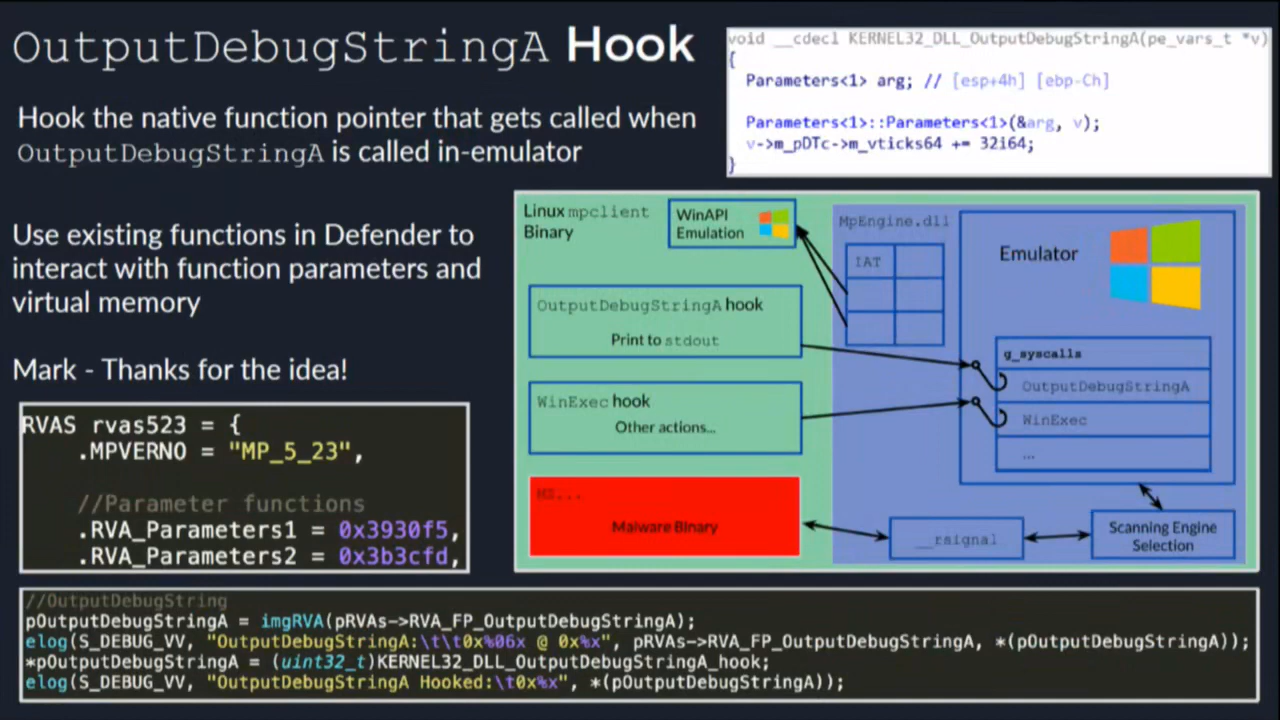 OutputDebugStringA Hook
Hook the native function pointer that gets called when
OutputDebugStringA is called in-emulator
Use existing functions in Defender to
interact with function parameters and
virtual memory
Mark - Thanks for the idea!
RVAS rvas523 = {
.MPVERNO = "MP_5_23",
//Parameter functions
.RVA_Parameters1 = 0x3930f5,
.RVA_Parameters2 = 0x3b3cfd,
void __cdecl KERNEL32_DLL_OutputDebugStringA(pe_vars_t *v)
{
Parameters<1> arg; // [esp+4h] [ebp-Ch]
Parameters<1>::Parameters<1>(&arg, v);
v->m_pDTc->m_vticks64 += 32i64;
}
Linux mpclient
Binary
WinAPI
Emulation
MpEngine.dll
IAT
Emulator
OutputDebugStringA hook
Print to stdout
g_syscalls
OutputDebugStringA
WinExec
...
WinExec hook
Other actions...
MZ...
Malware Binary
__rsignal
Scanning Engine
Selection
//OutputDebugString
pOutputDebugStringA = imgRVA(pRVAs->RVA_FP_OutputDebugStringA);
elog(S_DEBUG_VV, "OutputDebugStringA:\t\t0x%06x @ 0x%x", pRVAs->RVA_FP_OutputDebugStringA, *(pOutputDebugStringA));
*pOutputDebugStringA = (uint32_t)KERNEL32_DLL_OutputDebugStringA_hook;
elog(S_DEBUG_VV, "OutputDebugStringA Hooked:\t0x%x", *(pOutputDebugStringA));